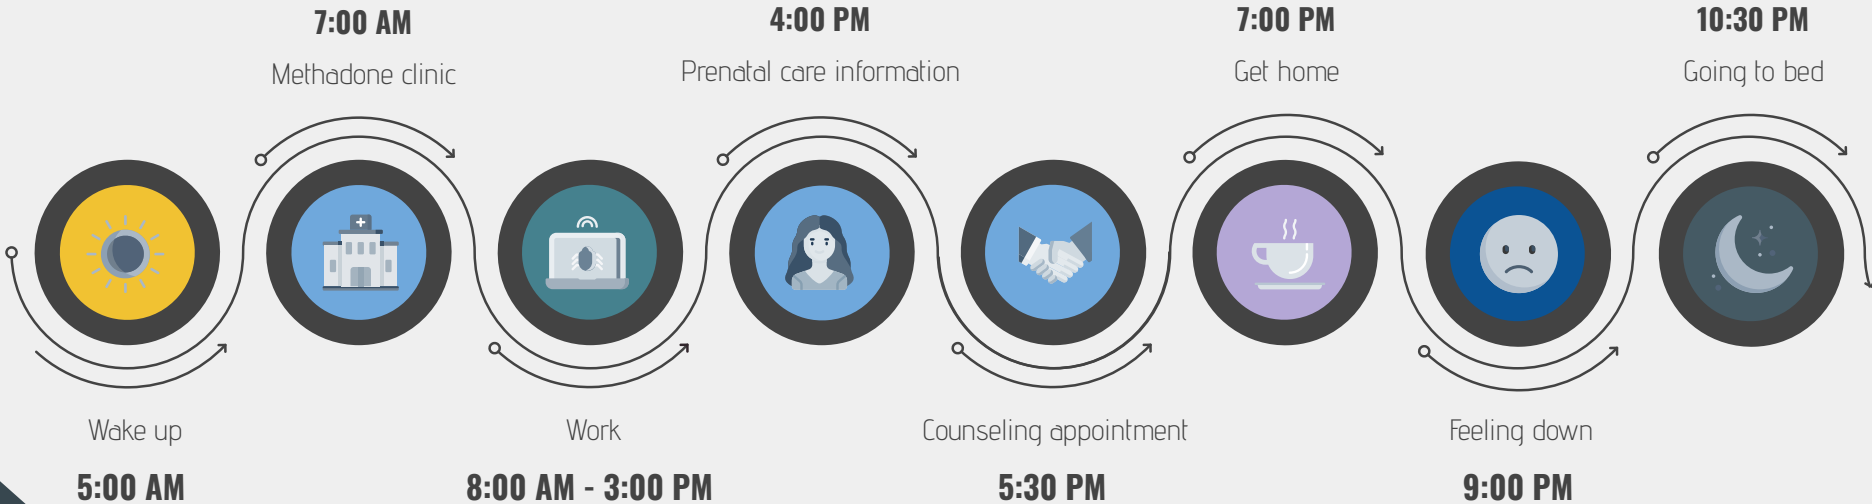 5:00 AM
Wake up
7:00 AM
Methadone clinic
8:00 AM - 3:00 PM
Work
4:00 PM
Prenatal care information
5:30 PM
Counseling appointment
7:00 PM
Get home
9:00 PM
Feeling down
10:30 PM
Going to bed